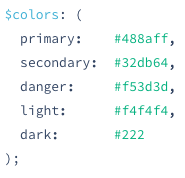 $colors: (
  primary:    #488aff,
  secondary:  #32db64,
  danger:     #f53d3d,
  light:      #f4f4f4,
  dark:       #222
);